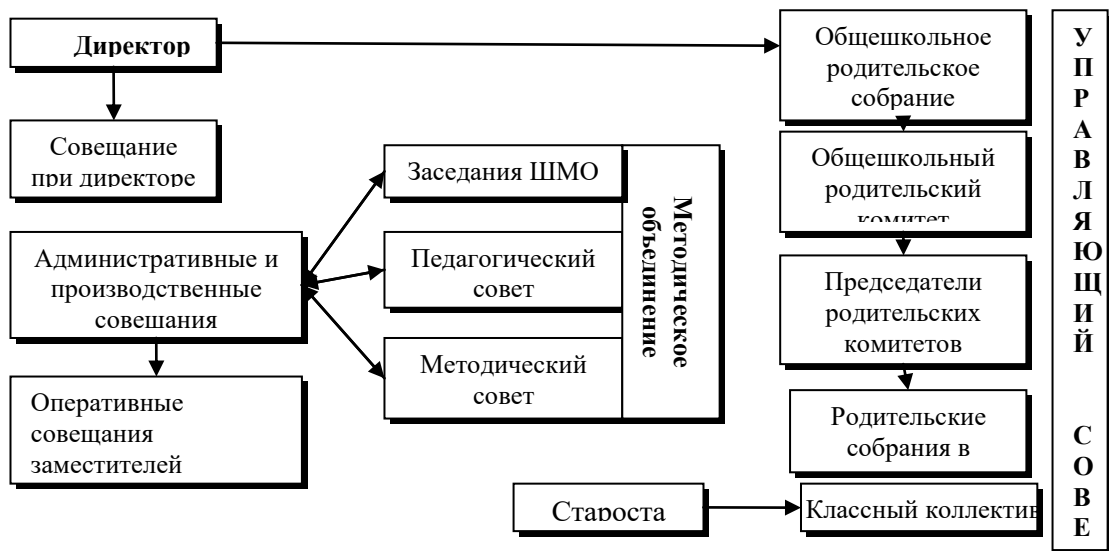 Директор
Совещание
при директоре
Административные и
производственные
совещания
Оперативные
совещания
заместителей
Заседания ШМО
Педагогический
совет
Методический
совет
Методическое
объединение
Общешкольное
родительское
собрание
Общешкольный
родительский
комитет
Председатели
родительских
комитетов
Родительские
собрания в
Староста
Классный коллектив
УПРАВЛЯЮЩИЙ СОВЕ